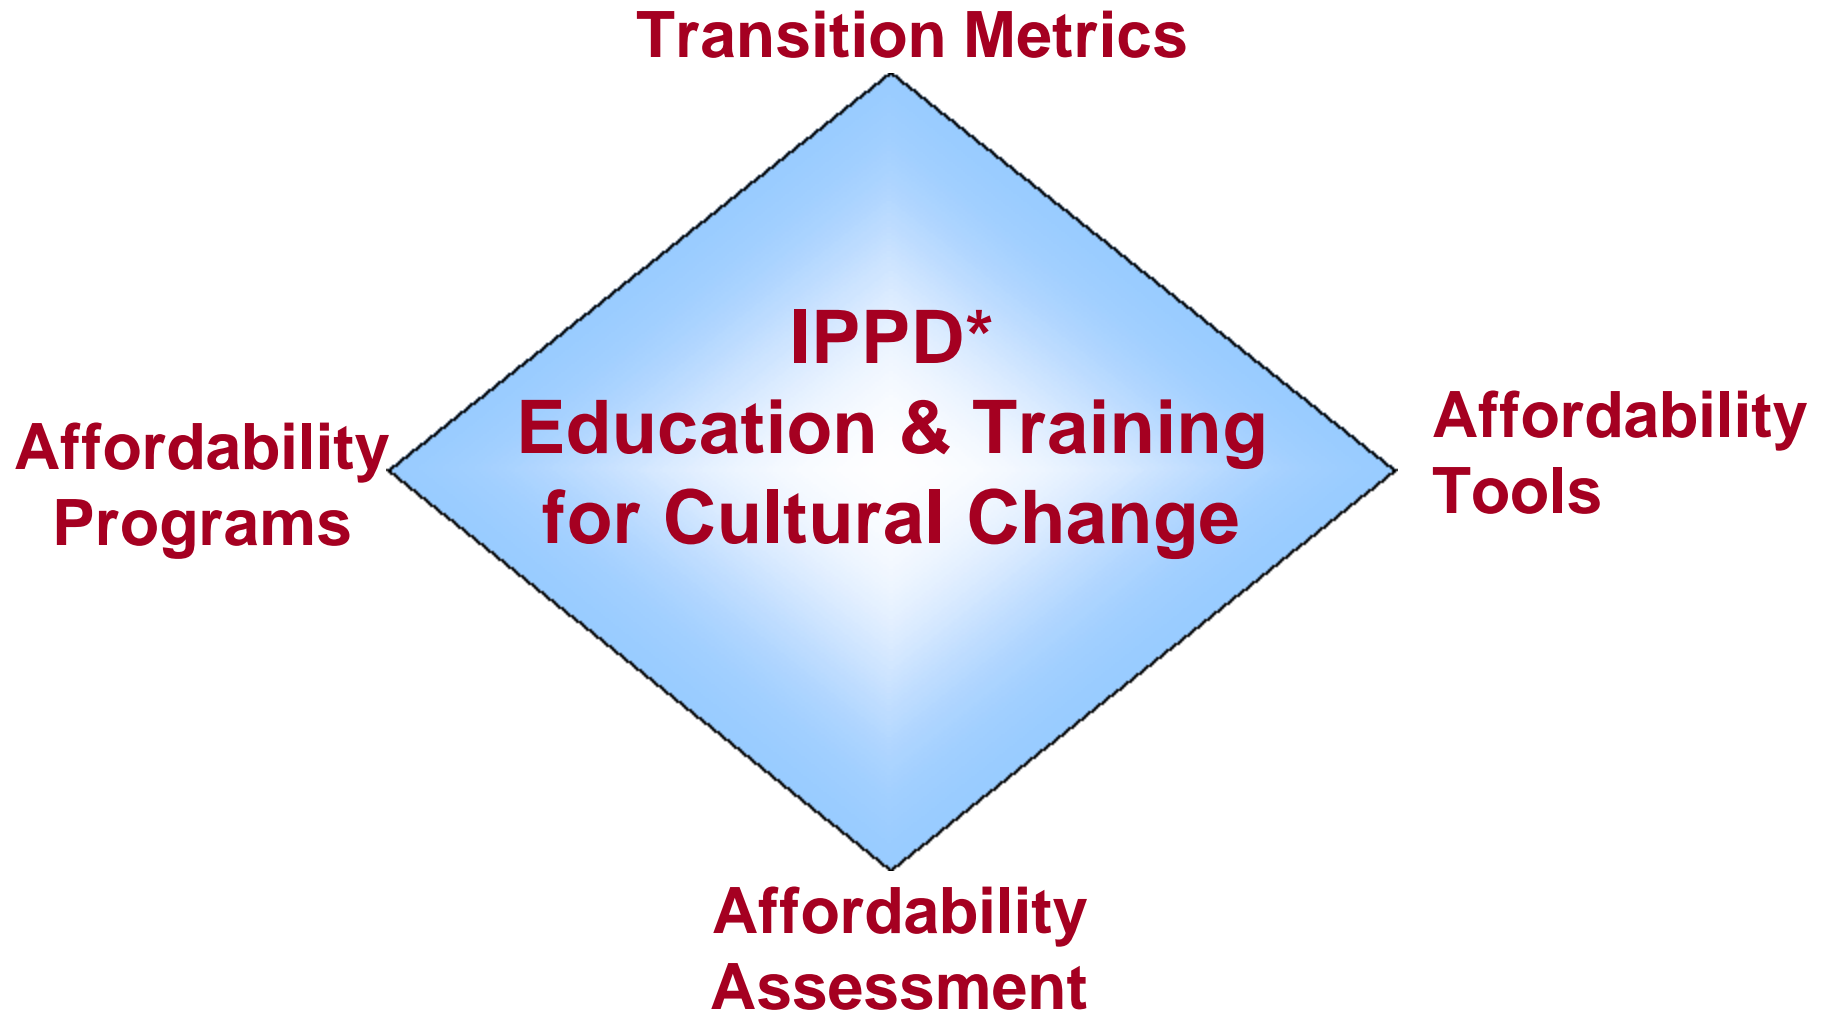 Transition Metrics
IPPD*
Education & Training
for Cultural Change
Affordability
Programs
Affordability
Tools
Affordability
Assessment